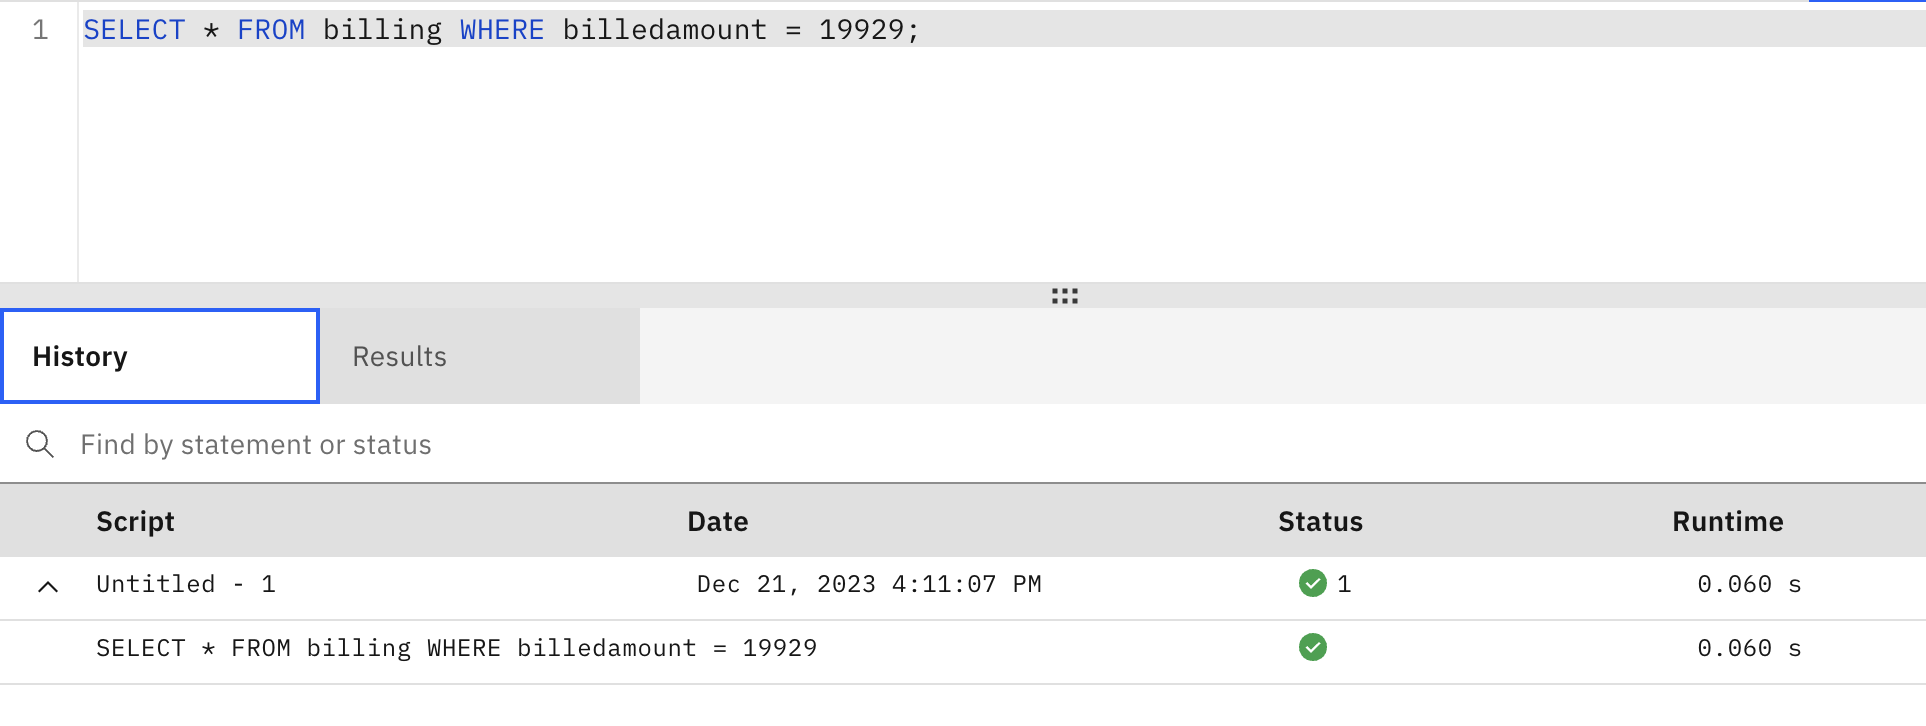 1 SELECT * FROM billing WHERE billedamount = 19929;
History Results
Find by statement or status
Script Date Status Runtime
Untitled - 1 Dec 21, 2023 4:11:07 PM 1 0.060 s
SELECT * FROM billing WHERE billedamount = 19929 0.060 s